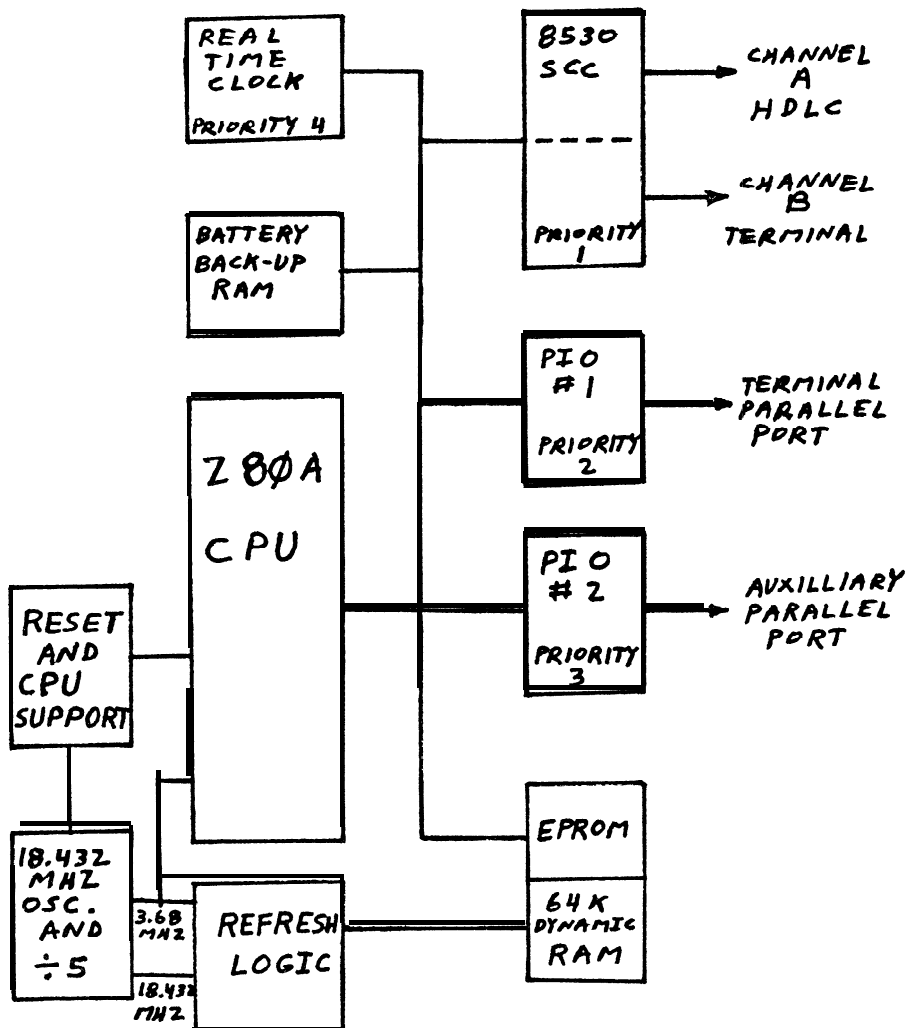 REAL
TIME
CLOCK
PRIORITY 4
8530
SCC
PRIORITY
1
CHANNEL
A
HDLC
CHANNEL
B
TERMINAL
BATTERY
BACK-UP
RAM
PIO
#1
PRIORITY
2
TERMINAL
PARALLEL
PORT
Z80A
CPU
PIO
#2
PRIORITY
3
AUXILLIARY
PARALLEL
PORT
RESET
AND
CPU
SUPPORT
18.432
MHZ
OSC.
AND
÷5
3.68
MHZ
18.432
MHZ
REFRESH
LOGIC
EPROM
64K
DYNAMIC
RAM